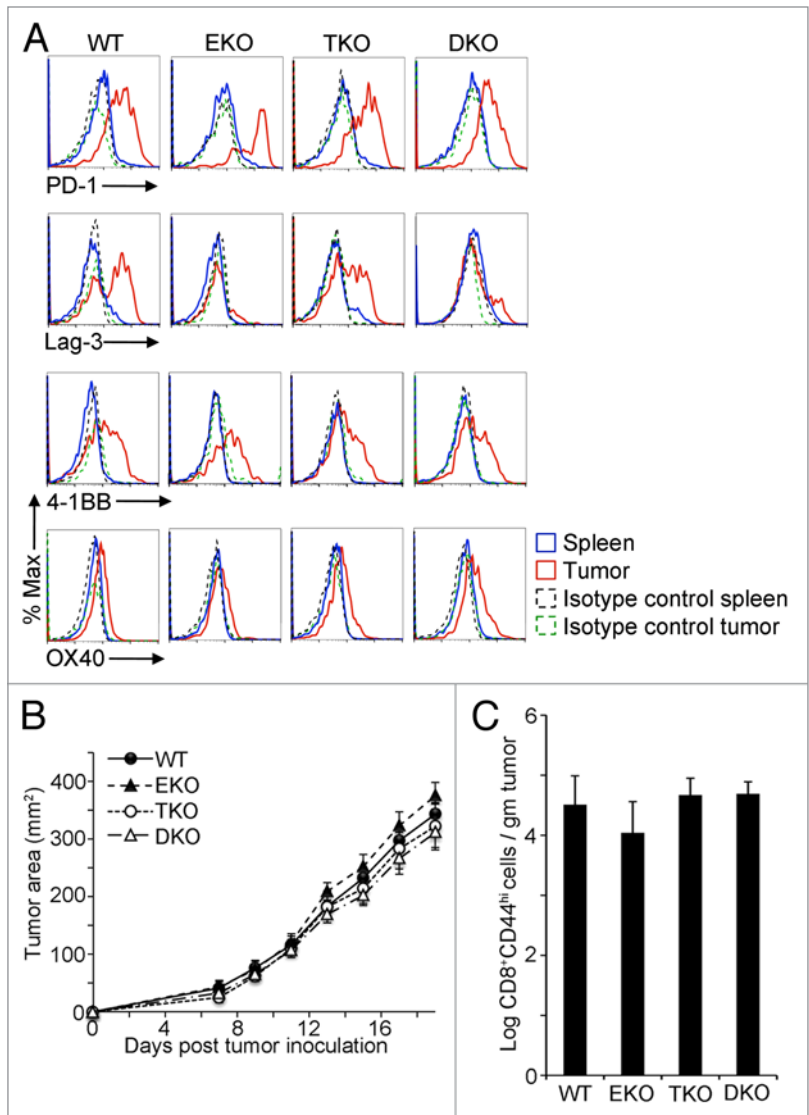 A
WT EKO TKO DKO
PD-1
Lag-3
4-1BB
% Max
OX40
Spleen
Tumor
Isotype control spleen
Isotype control tumor
B
WT
EKO
TKO
DKO
Tumor area (mm²)
400
300
200
100
0
0 4 8 12 16
Days post tumor inoculation
C
Log CD8⁺CD44ʰⁱ cells / gm tumor
6
4
2
0
WT EKO TKO DKO